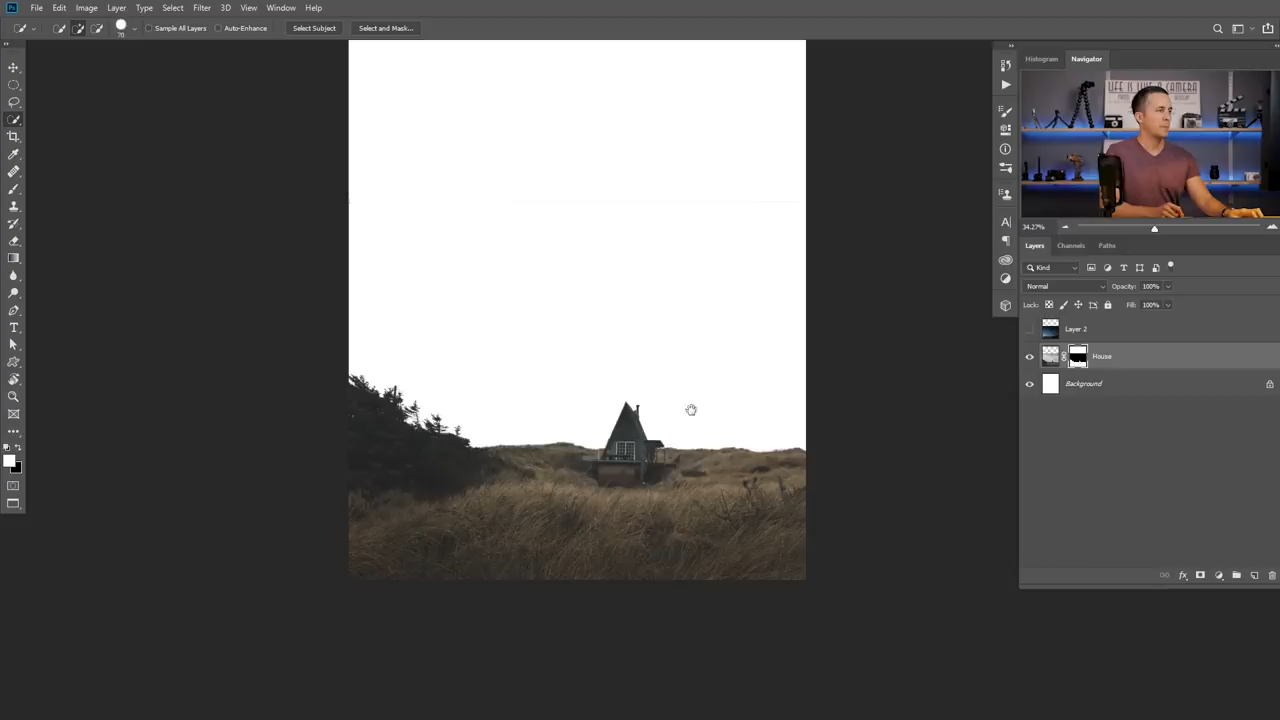 Ps File Edit Image Layer Type Select Filter 3D View Window Help
70 Sample All Layers Auto-Enhance Select Subject Select and Mask...
Histogram Navigator
LIFE IS LIKE A CAMERA
34.27%
Layers Channels Paths
Kind
Normal Opacity: 100%
Lock: Fill: 100%
Layer 2
House
Background